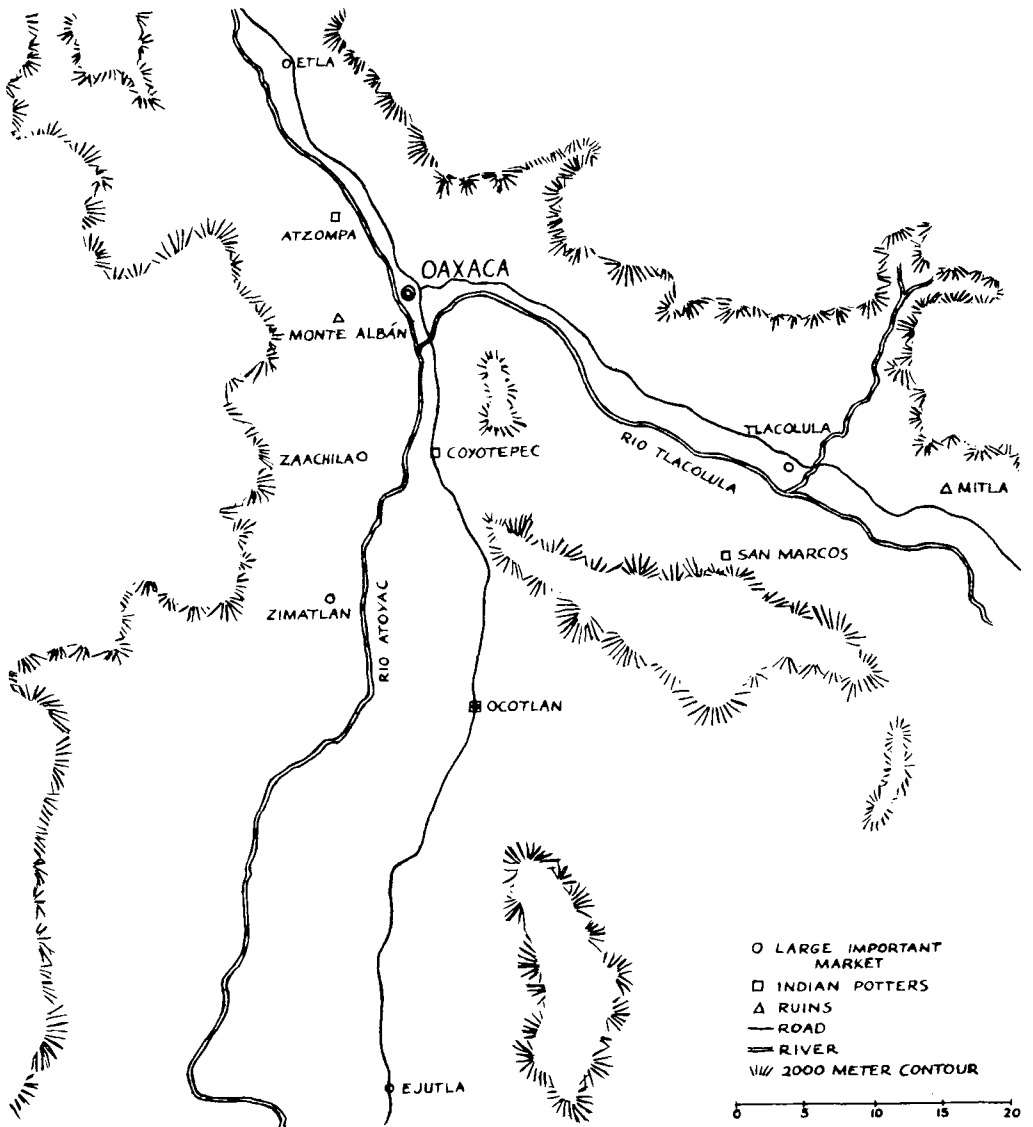 ETLA
ATZOMPA
OAXACA
MONTE ALBÁN
TLACOLULA
ZAACHILA
COYOTEPEC
RIO TLACOLULA
MITLA
SAN MARCOS
ZIMATLÁN
RIO ATOYAC
OCOTLAN
EJUTLA
LARGE IMPORTANT
MARKET
INDIAN POTTERS
RUINS
ROAD
RIVER
2000 METER CONTOUR
0 5 10 15 20